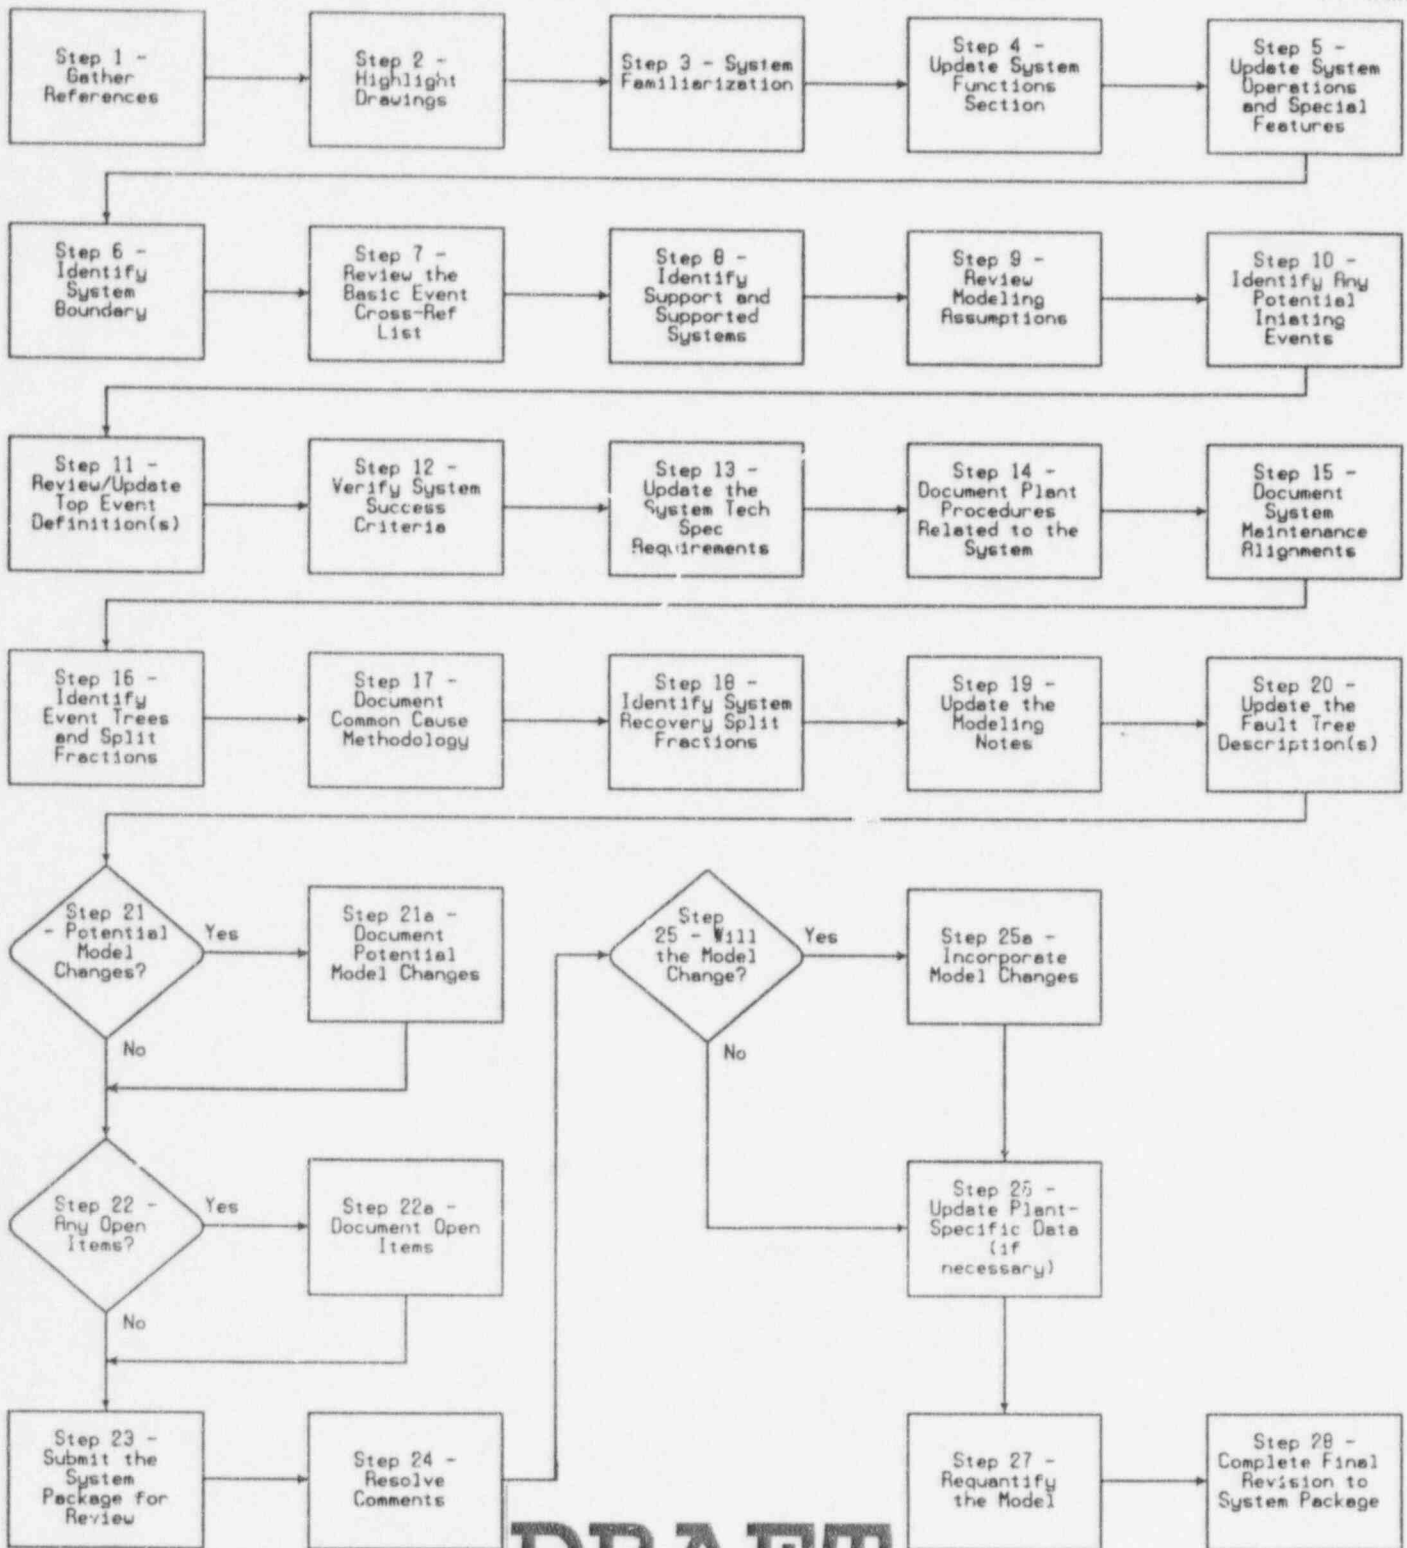 Step 1 -
Gather
References
Step 2 -
Highlight
Drawings
Step 3 - System
Familiarization
Step 4 -
Update System
Functions
Section
Step 5 -
Update System
Operations
and Special
Features
Step 6 -
Identify
System
Boundary
Step 7 -
Review the
Basic Event
Cross-Ref
List
Step 8 -
Identify
Support and
Supported
Systems
Step 9 -
Review
Modeling
Assumptions
Step 10 -
Identify Any
Potential
Iniating
Events
Step 11 -
Review/Update
Top Event
Definition(s)
Step 12 -
Verify System
Success
Criteria
Step 13 -
Update the
System Tech
Spec
Requirements
Step 14 -
Document Plant
Procedures
Related to the
System
Step 15 -
Document
System
Maintenance
Alignments
Step 16 -
Identify
Event Trees
and Split
Fractions
Step 17 -
Document
Common Cause
Methodology
Step 18 -
Identify System
Recovery Split
Fractions
Step 19 -
Update the
Modeling
Notes
Step 20 -
Update the
Fault Tree
Description(s)
Step 21
- Potential
Model
Changes?
Yes
No
Step 21a -
Document
Potential
Model Changes
Step 22 -
Any Open
Items?
Yes
No
Step 22a -
Document Open
Items
Step 23 -
Submit the
System
Package for
Review
Step 24 -
Resolve
Comments
Step
25 - Will
the Model
Change?
Yes
No
Step 25a -
Incorporate
Model Changes
Step 26 -
Update Plant-
Specific Data
(if
necessary)
Step 27 -
Requantify
the Model
Step 28 -
Complete Final
Revision to
System Package
DRAFT